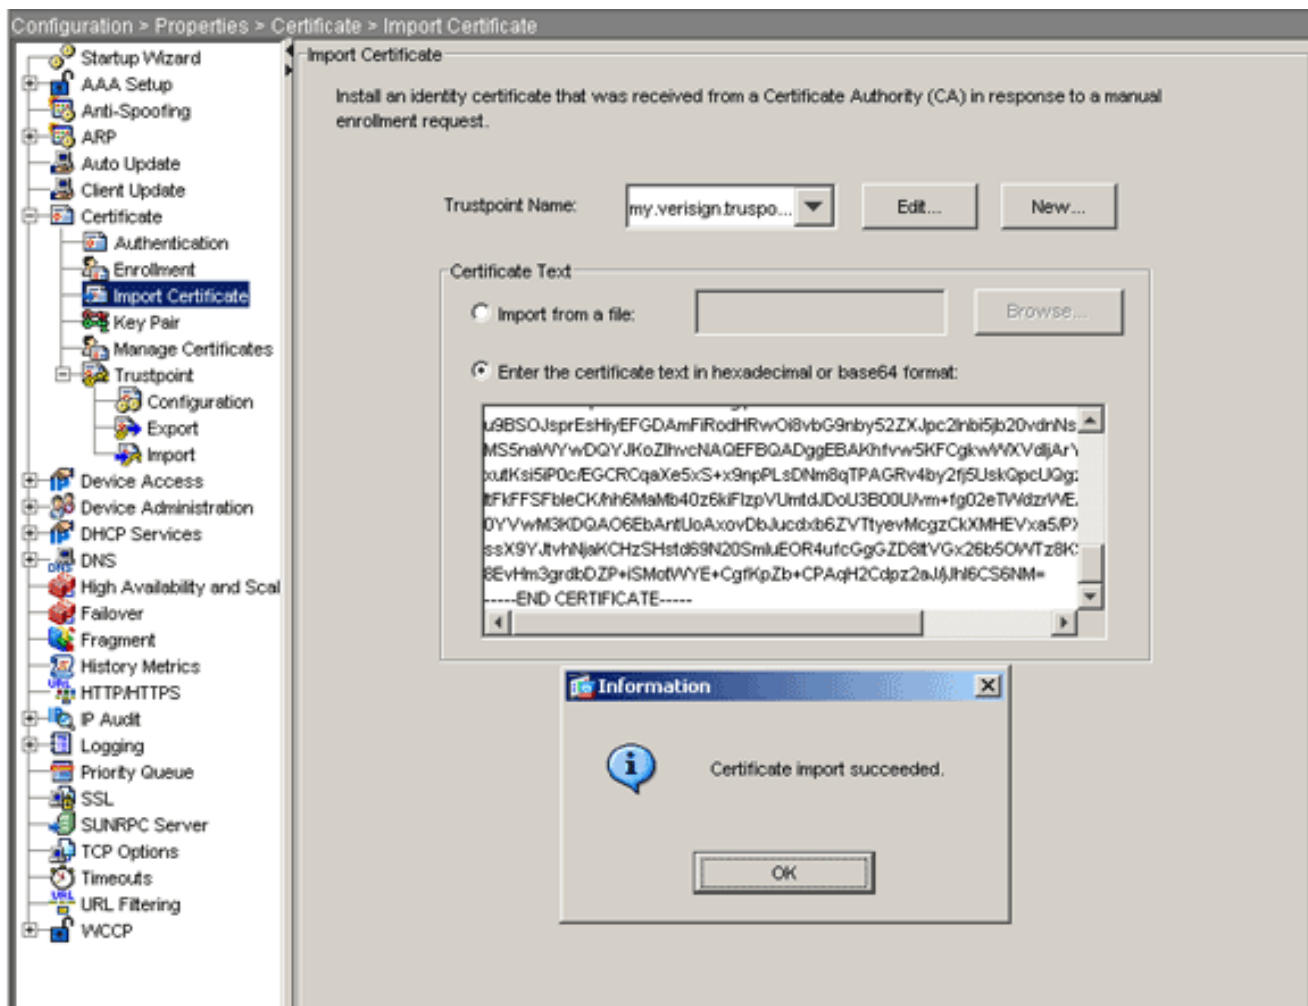 Configuration > Properties > Certificate > Import Certificate
Startup Wizard
AAA Setup
Anti-Spoofing
ARP
Auto Update
Client Update
Certificate
Authentication
Enrollment
Import Certificate
Key Pair
Manage Certificates
Trustpoint
Configuration
Export
Import
Device Access
Device Administration
DHCP Services
DNS
High Availability and Scal
Failover
Fragment
History Metrics
HTTP/HTTPS
IP Audit
Logging
Priority Queue
SSL
SUNRPC Server
TCP Options
Timeouts
URL Filtering
WCCP
Import Certificate
Install an identity certificate that was received from a Certificate Authority (CA) in response to a manual
enrollment request.
Trustpoint Name:
my.verisign.truspo...
Edit...
New...
Certificate Text
Import from a file:
Browse...
Enter the certificate text in hexadecimal or base64 format:
-----END CERTIFICATE-----
Information
Certificate import succeeded.
OK